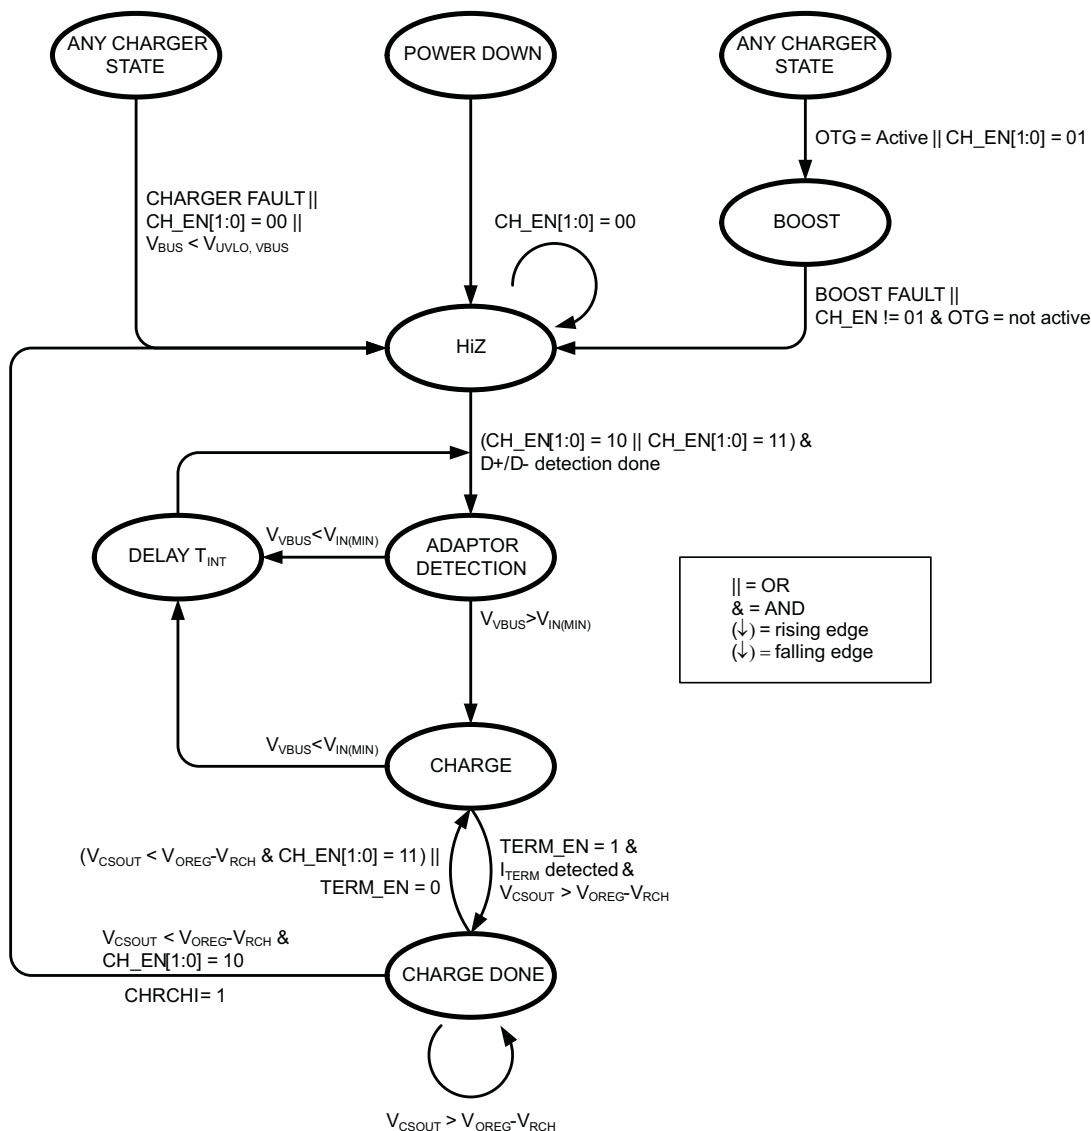 ANY CHARGER
STATE
POWER DOWN
ANY CHARGER
STATE
OTG = Active || CH_EN[1:0] = 01
CHARGER FAULT ||
CH_EN[1:0] = 00 ||
VBUS < VUVLO, VBUS
CH_EN[1:0] = 00
BOOST
BOOST FAULT ||
CH_EN != 01 & OTG = not active
HiZ
(CH_EN[1:0] = 10 || CH_EN[1:0] = 11) &
D+/D- detection done
DELAY TINT
VVBUS<VIN(MIN)
ADAPTOR
DETECTION
VVBUS>VIN(MIN)
|| = OR
& = AND
(↓) = rising edge
(↓) = falling edge
VVBUS<VIN(MIN)
CHARGE
(VCSOUT < VOREG-VRCH & CH_EN[1:0] = 11) ||
TERM_EN = 0
TERM_EN = 1 &
ITERM detected &
VCSOUT > VOREG-VRCH
VCSOUT < VOREG-VRCH &
CH_EN[1:0] = 10
CHRCHI= 1
CHARGE DONE
VCSOUT > VOREG-VRCH